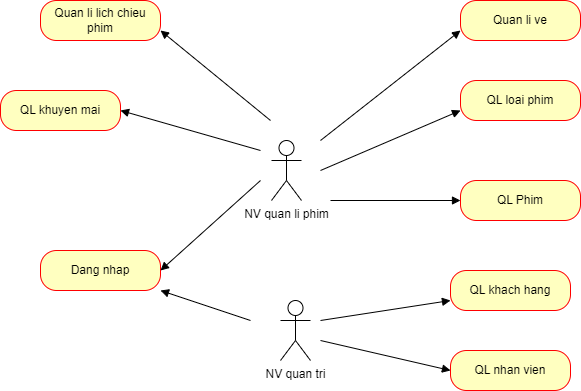 Quan li lich chieu
phim
Quan li ve
QL khuyen mai
QL loai phim
QL Phim
NV quan li phim
Dang nhap
QL khach hang
NV quan tri
QL nhan vien